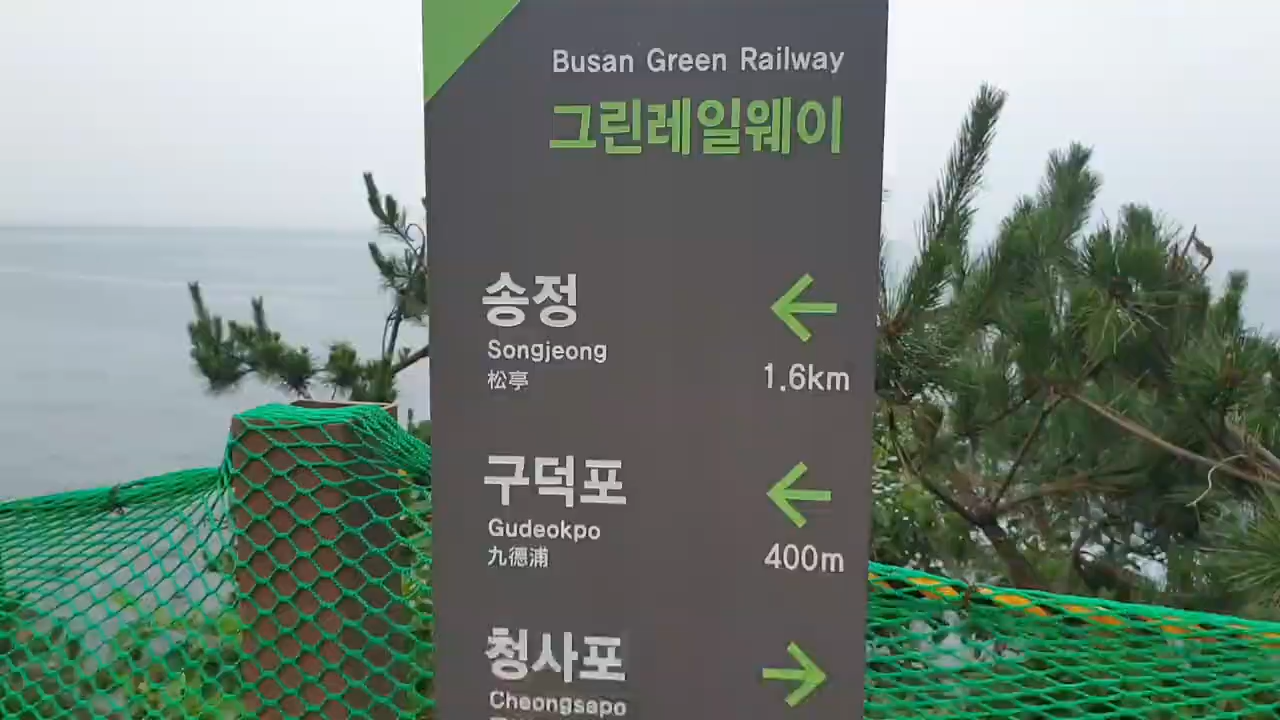 Busan Green Railway
그린레일웨이
송정
Songjeong
松亭
1.6km
구덕포
Gudeokpo
九德浦
400m
청사포
Cheongsapo